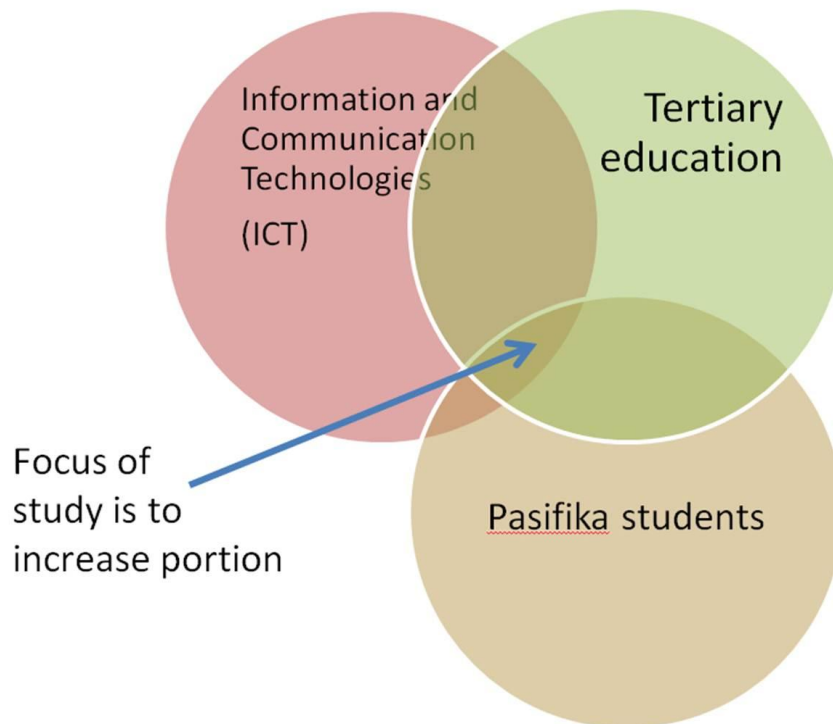 Information and
Communication
Technologies
(ICT)
Tertiary
education
Focus of
study is to
increase portion
Pasifika students